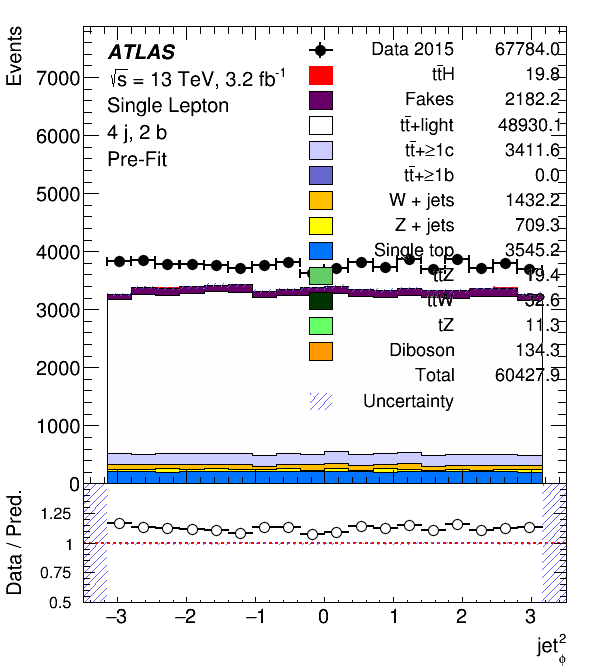 Events
7000
6000
5000
4000
3000
2000
1000
0
ATLAS
√s = 13 TeV, 3.2 fb⁻¹
Single Lepton
4 j, 2 b
Pre-Fit
Data 2015 67784.0
tt̄H 19.8
Fakes 2182.2
tt̄+light 48930.1
tt̄+≥1c 3411.6
tt̄+≥1b 0.0
W + jets 1432.2
Z + jets 709.3
Single top 3545.2
tt̄Z 19.4
tt̄W 32.6
tZ 11.3
Diboson 134.3
Total 60427.9
Uncertainty
Data / Pred.
1.25
1
0.75
0.5
−3 −2 −1 0 1 2 3
jet²ᵩ